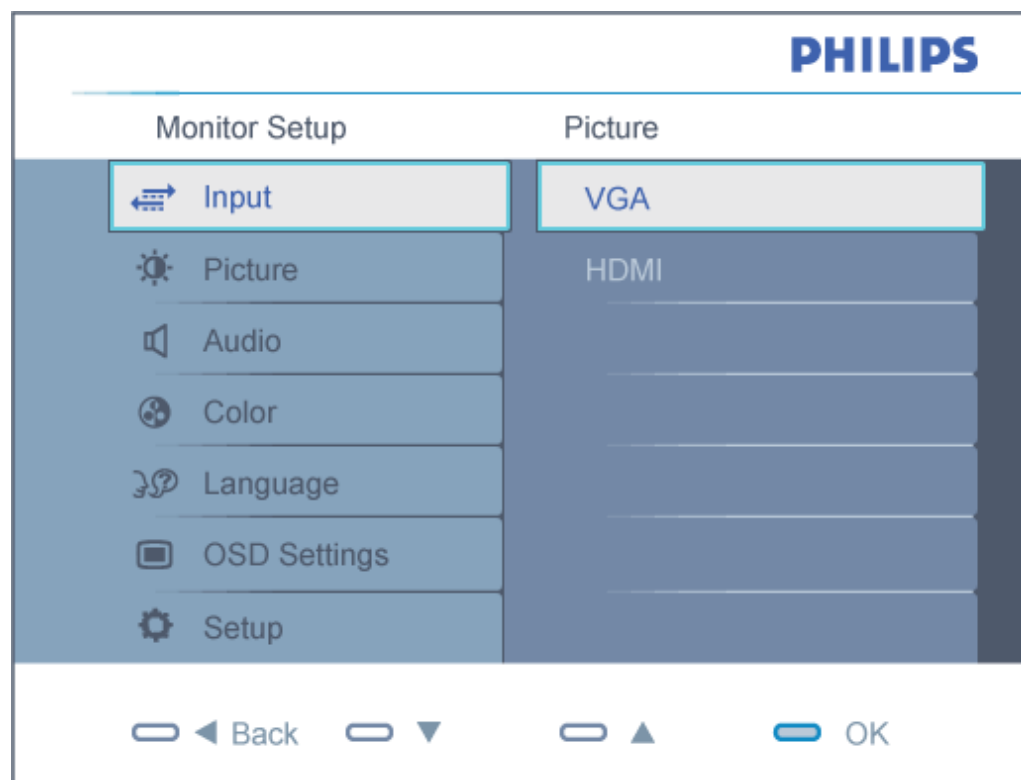 PHILIPS
Monitor Setup
Picture
Input
VGA
Picture
HDMI
Audio
Color
Language
OSD Settings
Setup
Back
OK